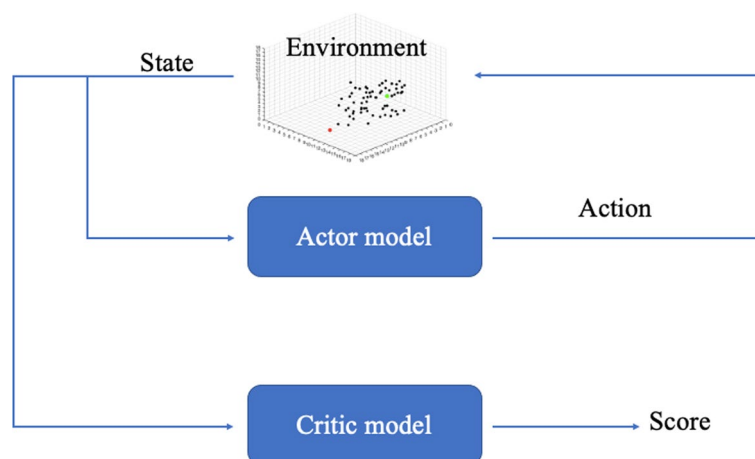 Environment
State
Actor model
Action
Critic model
Score